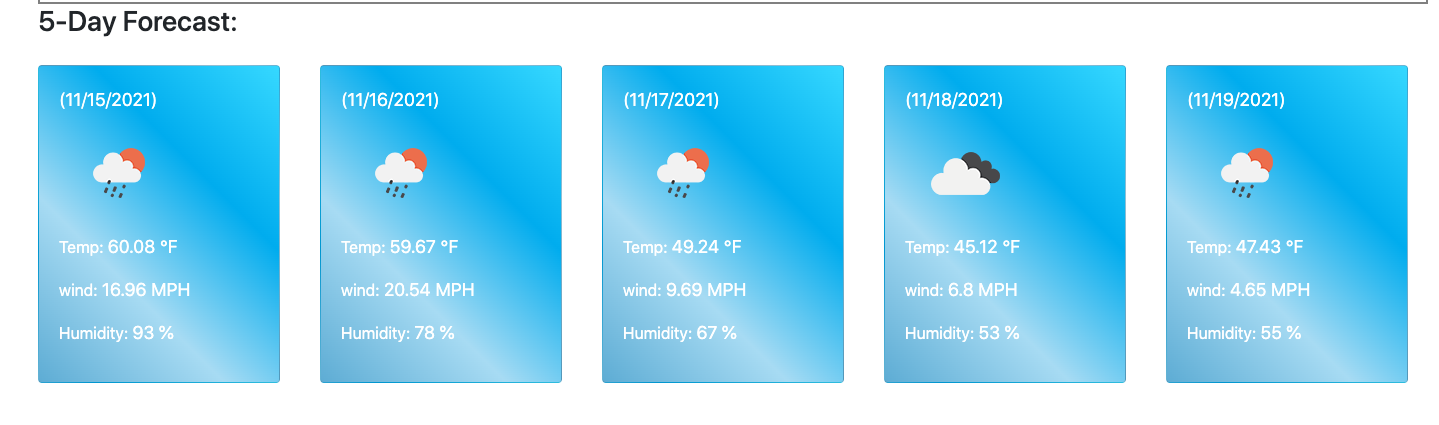 5-Day Forecast:
(11/15/2021)
Temp: 60.08 °F
wind: 16.96 MPH
Humidity: 93 %
(11/16/2021)
Temp: 59.67 °F
wind: 20.54 MPH
Humidity: 78 %
(11/17/2021)
Temp: 49.24 °F
wind: 9.69 MPH
Humidity: 67 %
(11/18/2021)
Temp: 45.12 °F
wind: 6.8 MPH
Humidity: 53 %
(11/19/2021)
Temp: 47.43 °F
wind: 4.65 MPH
Humidity: 55 %